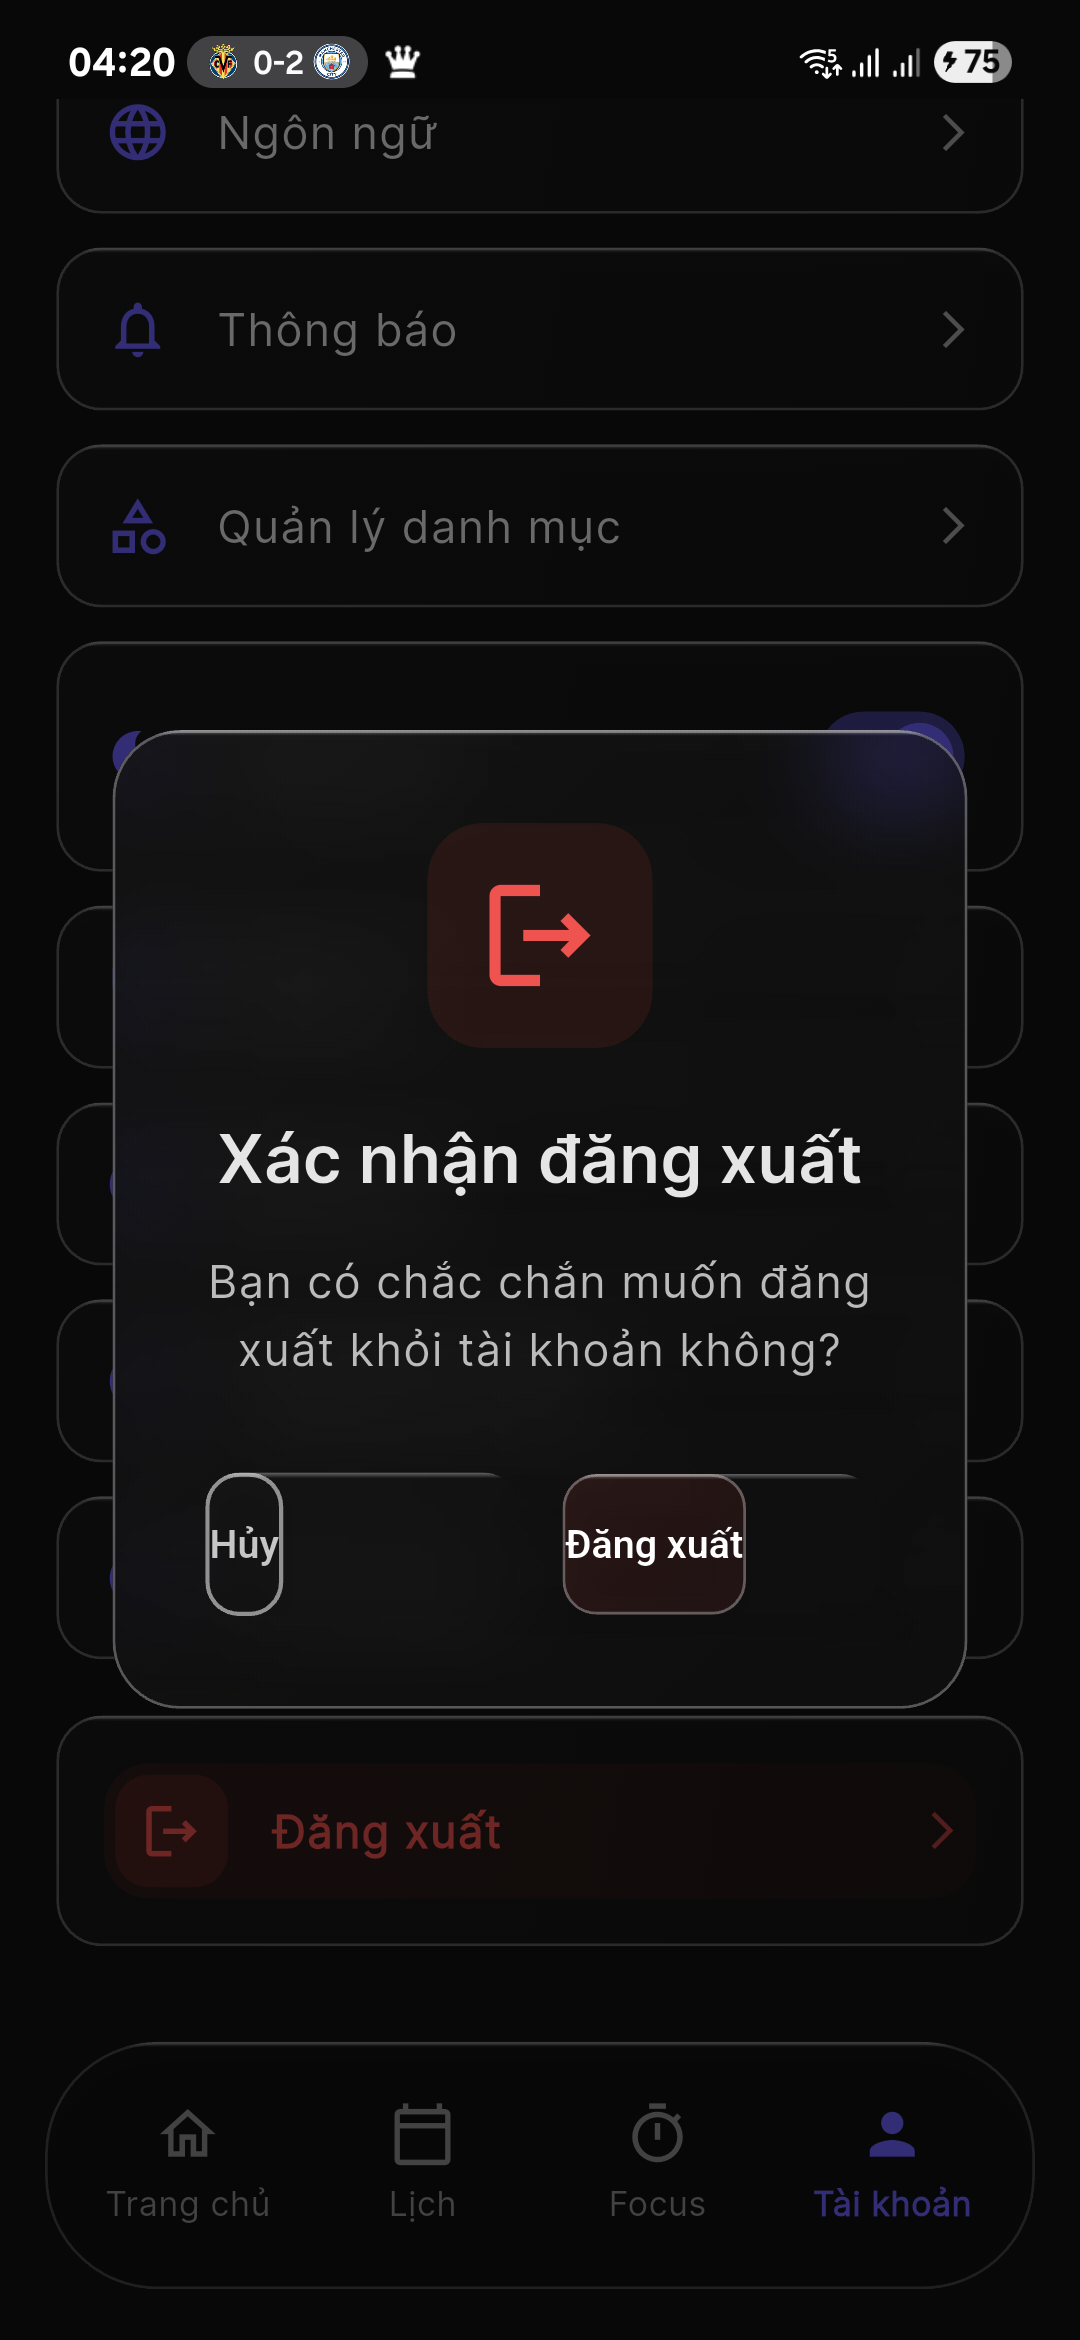 04:20 0-2 75
Ngôn ngữ
Thông báo
Quản lý danh mục
Xác nhận đăng xuất
Bạn có chắc chắn muốn đăng
xuất khỏi tài khoản không?
Hủy Đăng xuất
Đăng xuất
Trang chủ Lịch Focus Tài khoản